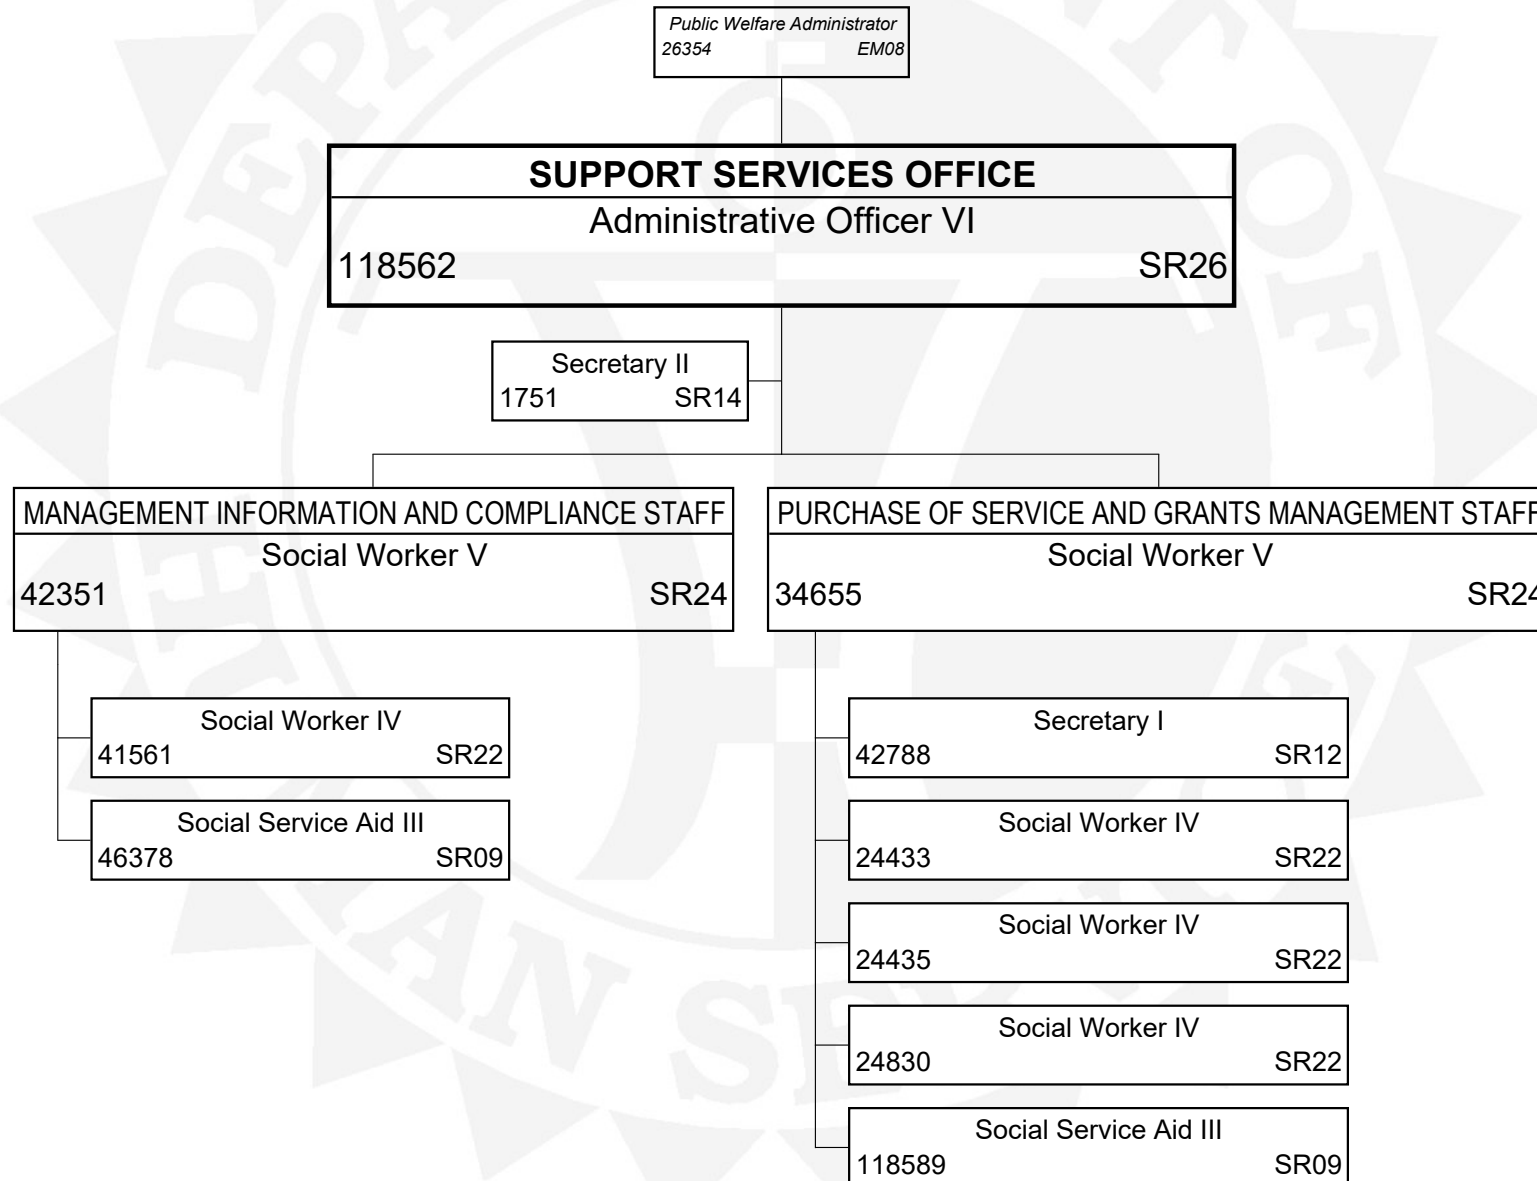 Public Welfare Administrator
26354 EM08
SUPPORT SERVICES OFFICE
Administrative Officer VI
118562 SR26
Secretary II
1751 SR14
MANAGEMENT INFORMATION AND COMPLIANCE STAFF
Social Worker V
42351 SR24
PURCHASE OF SERVICE AND GRANTS MANAGEMENT STAFF
Social Worker V
34655 SR24
Social Worker IV
41561 SR22
Social Service Aid III
46378 SR09
Secretary I
42788 SR12
Social Worker IV
24433 SR22
Social Worker IV
24435 SR22
Social Worker IV
24830 SR22
Social Service Aid III
118589 SR09